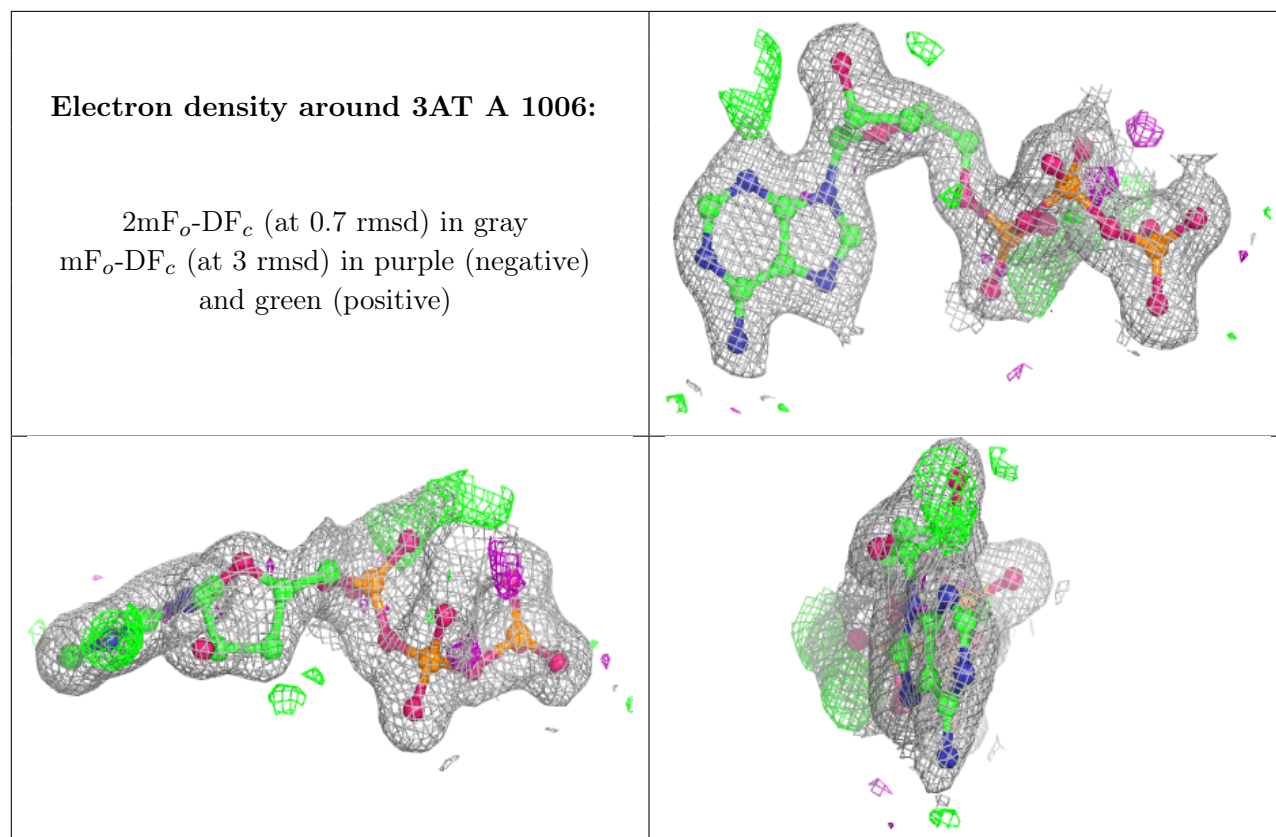 Electron density around 3AT A 1006:
2mFo-DFc (at 0.7 rmsd) in gray
mFo-DFc (at 3 rmsd) in purple (negative)
and green (positive)